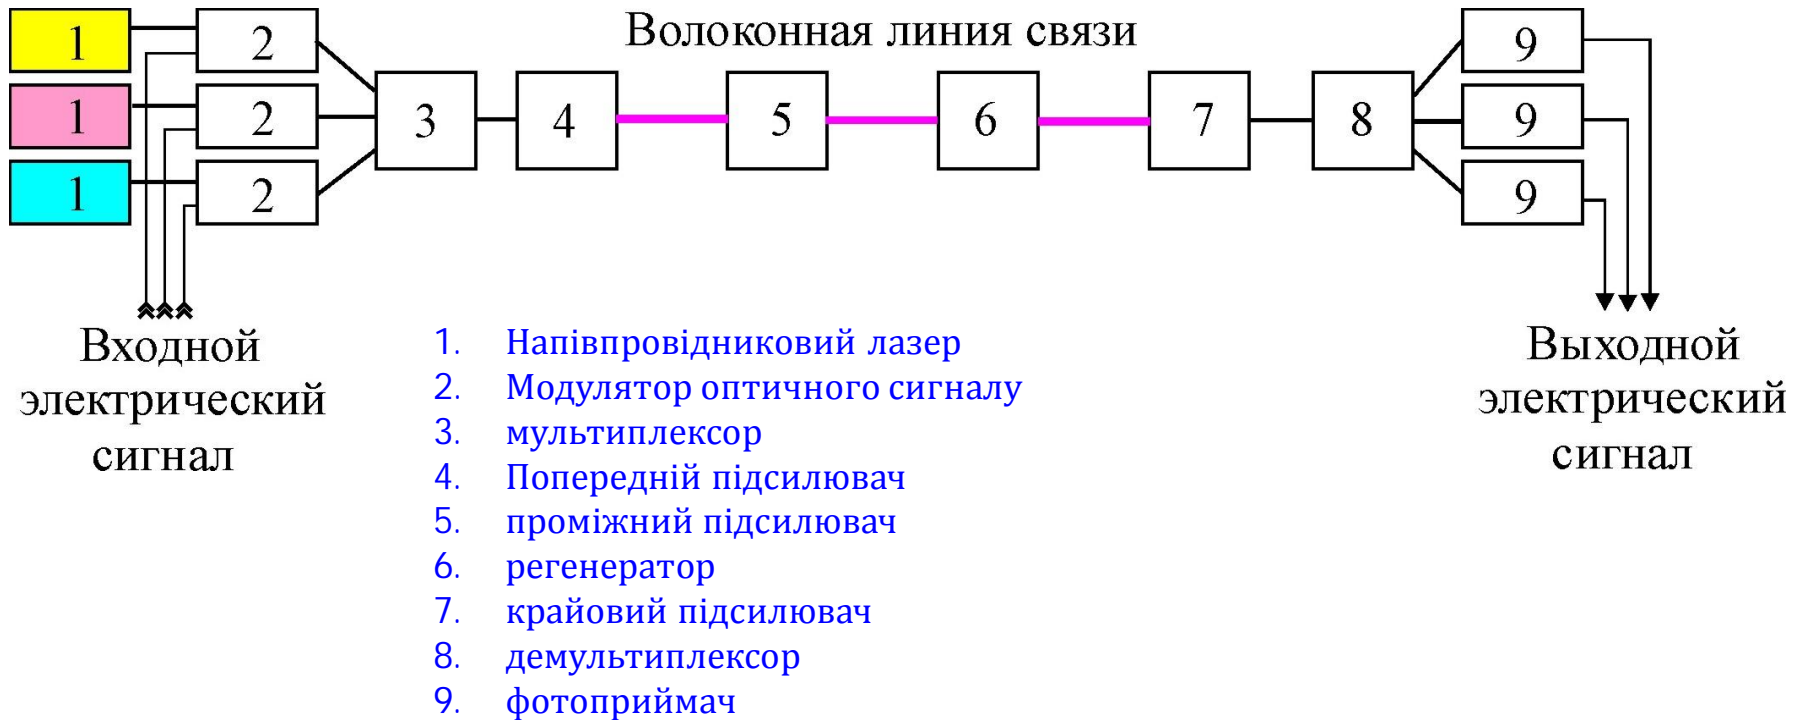 Волоконная линия связи
1 2 9
1 2 3 4 5 6 7 8 9
1 2 9
Входной
электрический
сигнал
1. Напівпровідниковий лазер
2. Модулятор оптичного сигналу
3. мультиплексор
4. Попередній підсилювач
5. проміжний підсилювач
6. регенератор
7. крайовий підсилювач
8. демультиплексор
9. фотоприймач
Выходной
электрический
сигнал